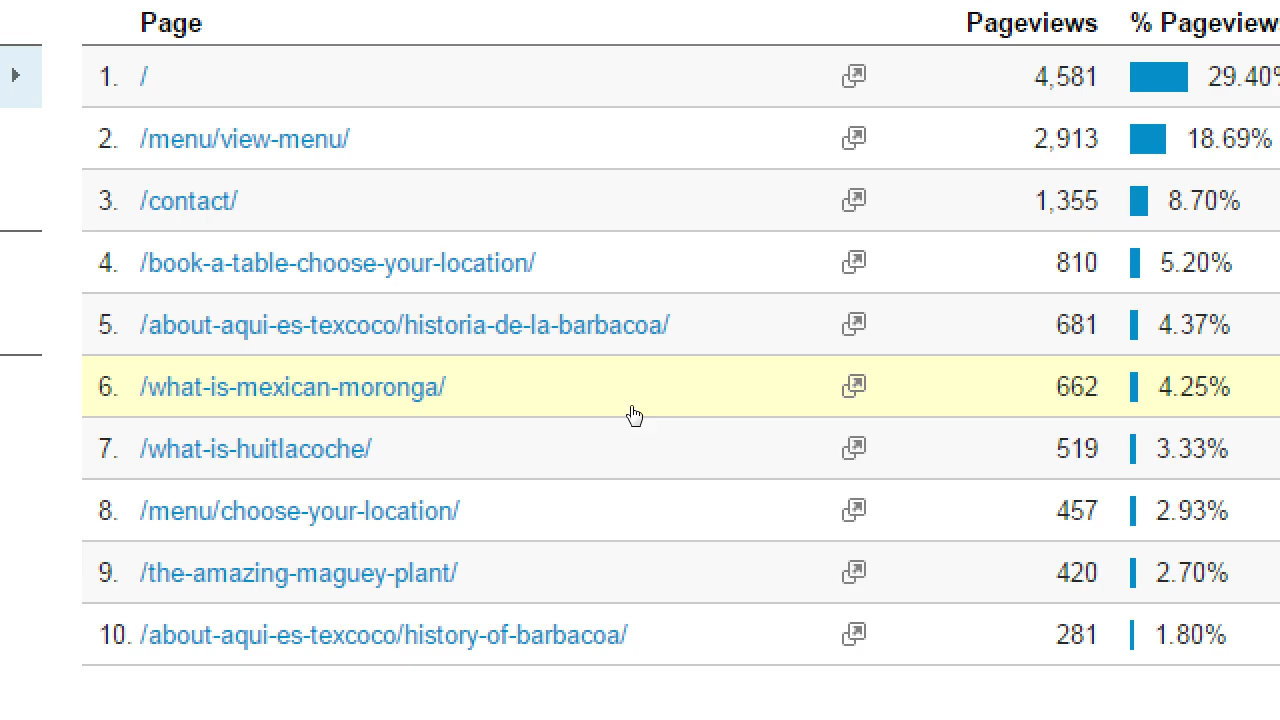 Page Pageviews % Pageviews
1. / 4,581 29.40%
2. /menu/view-menu/ 2,913 18.69%
3. /contact/ 1,355 8.70%
4. /book-a-table-choose-your-location/ 810 5.20%
5. /about-aqui-es-texcoco/historia-de-la-barbacoa/ 681 4.37%
6. /what-is-mexican-moronga/ 662 4.25%
7. /what-is-huitlacoche/ 519 3.33%
8. /menu/choose-your-location/ 457 2.93%
9. /the-amazing-maguey-plant/ 420 2.70%
10. /about-aqui-es-texcoco/history-of-barbacoa/ 281 1.80%